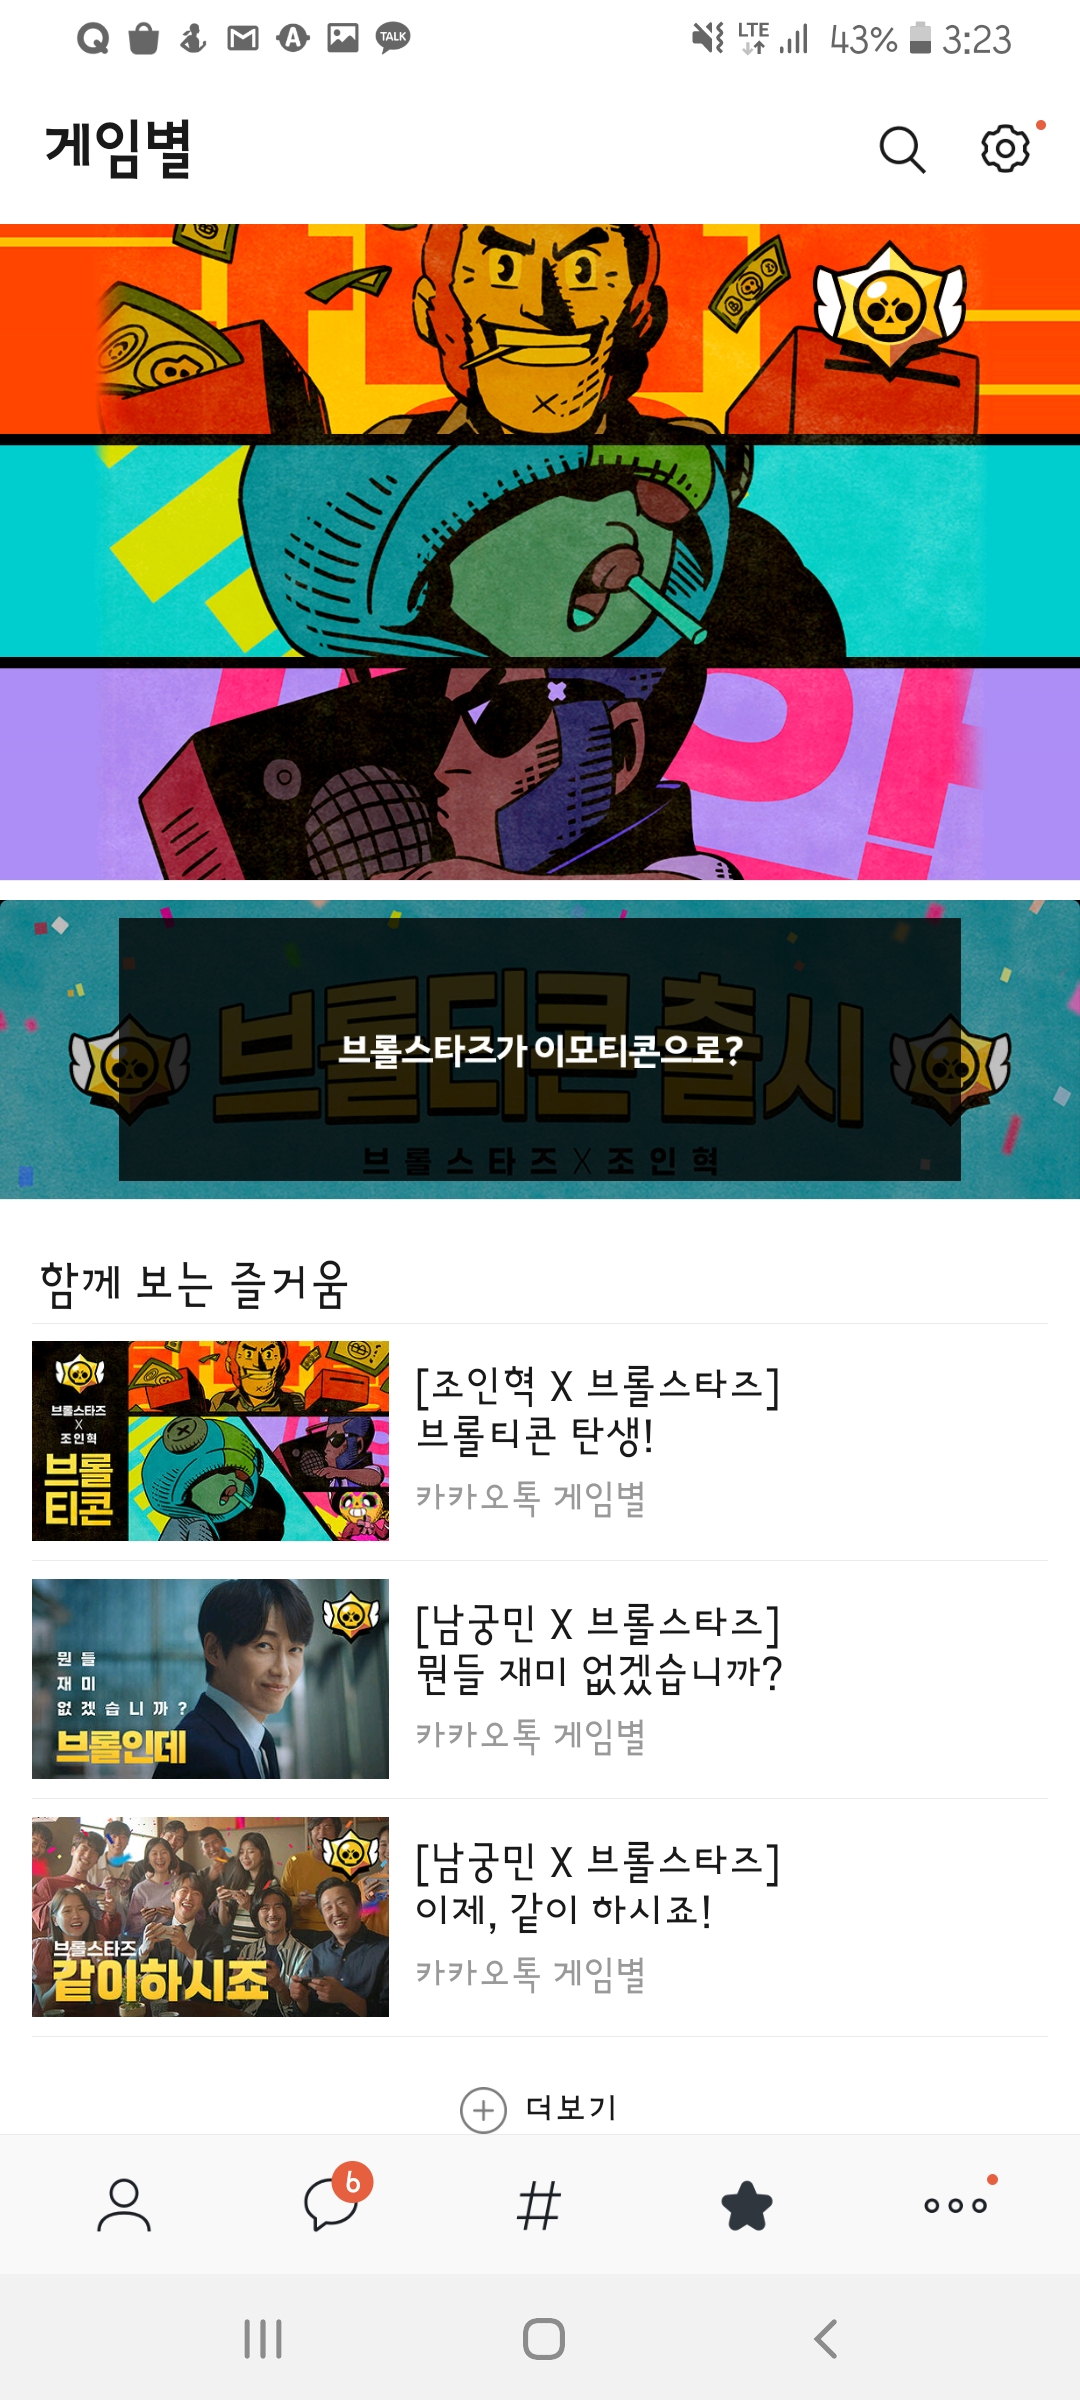 TALK LTE 43% 3:23
게임별
브롤스타즈가 이모티콘으로?
브롤티콘 출시
브롤스타즈 X 조인혁
함께 보는 즐거움
브롤스타즈
X
조인혁
브롤
티콘
[조인혁 X 브롤스타즈]
브롤티콘 탄생!
카카오톡 게임별
뭔들
재미
없겠습니까?
브롤인데
[남궁민 X 브롤스타즈]
뭔들 재미 없겠습니까?
카카오톡 게임별
브롤스타즈
같이하시죠
[남궁민 X 브롤스타즈]
이제, 같이 하시죠!
카카오톡 게임별
더보기
6